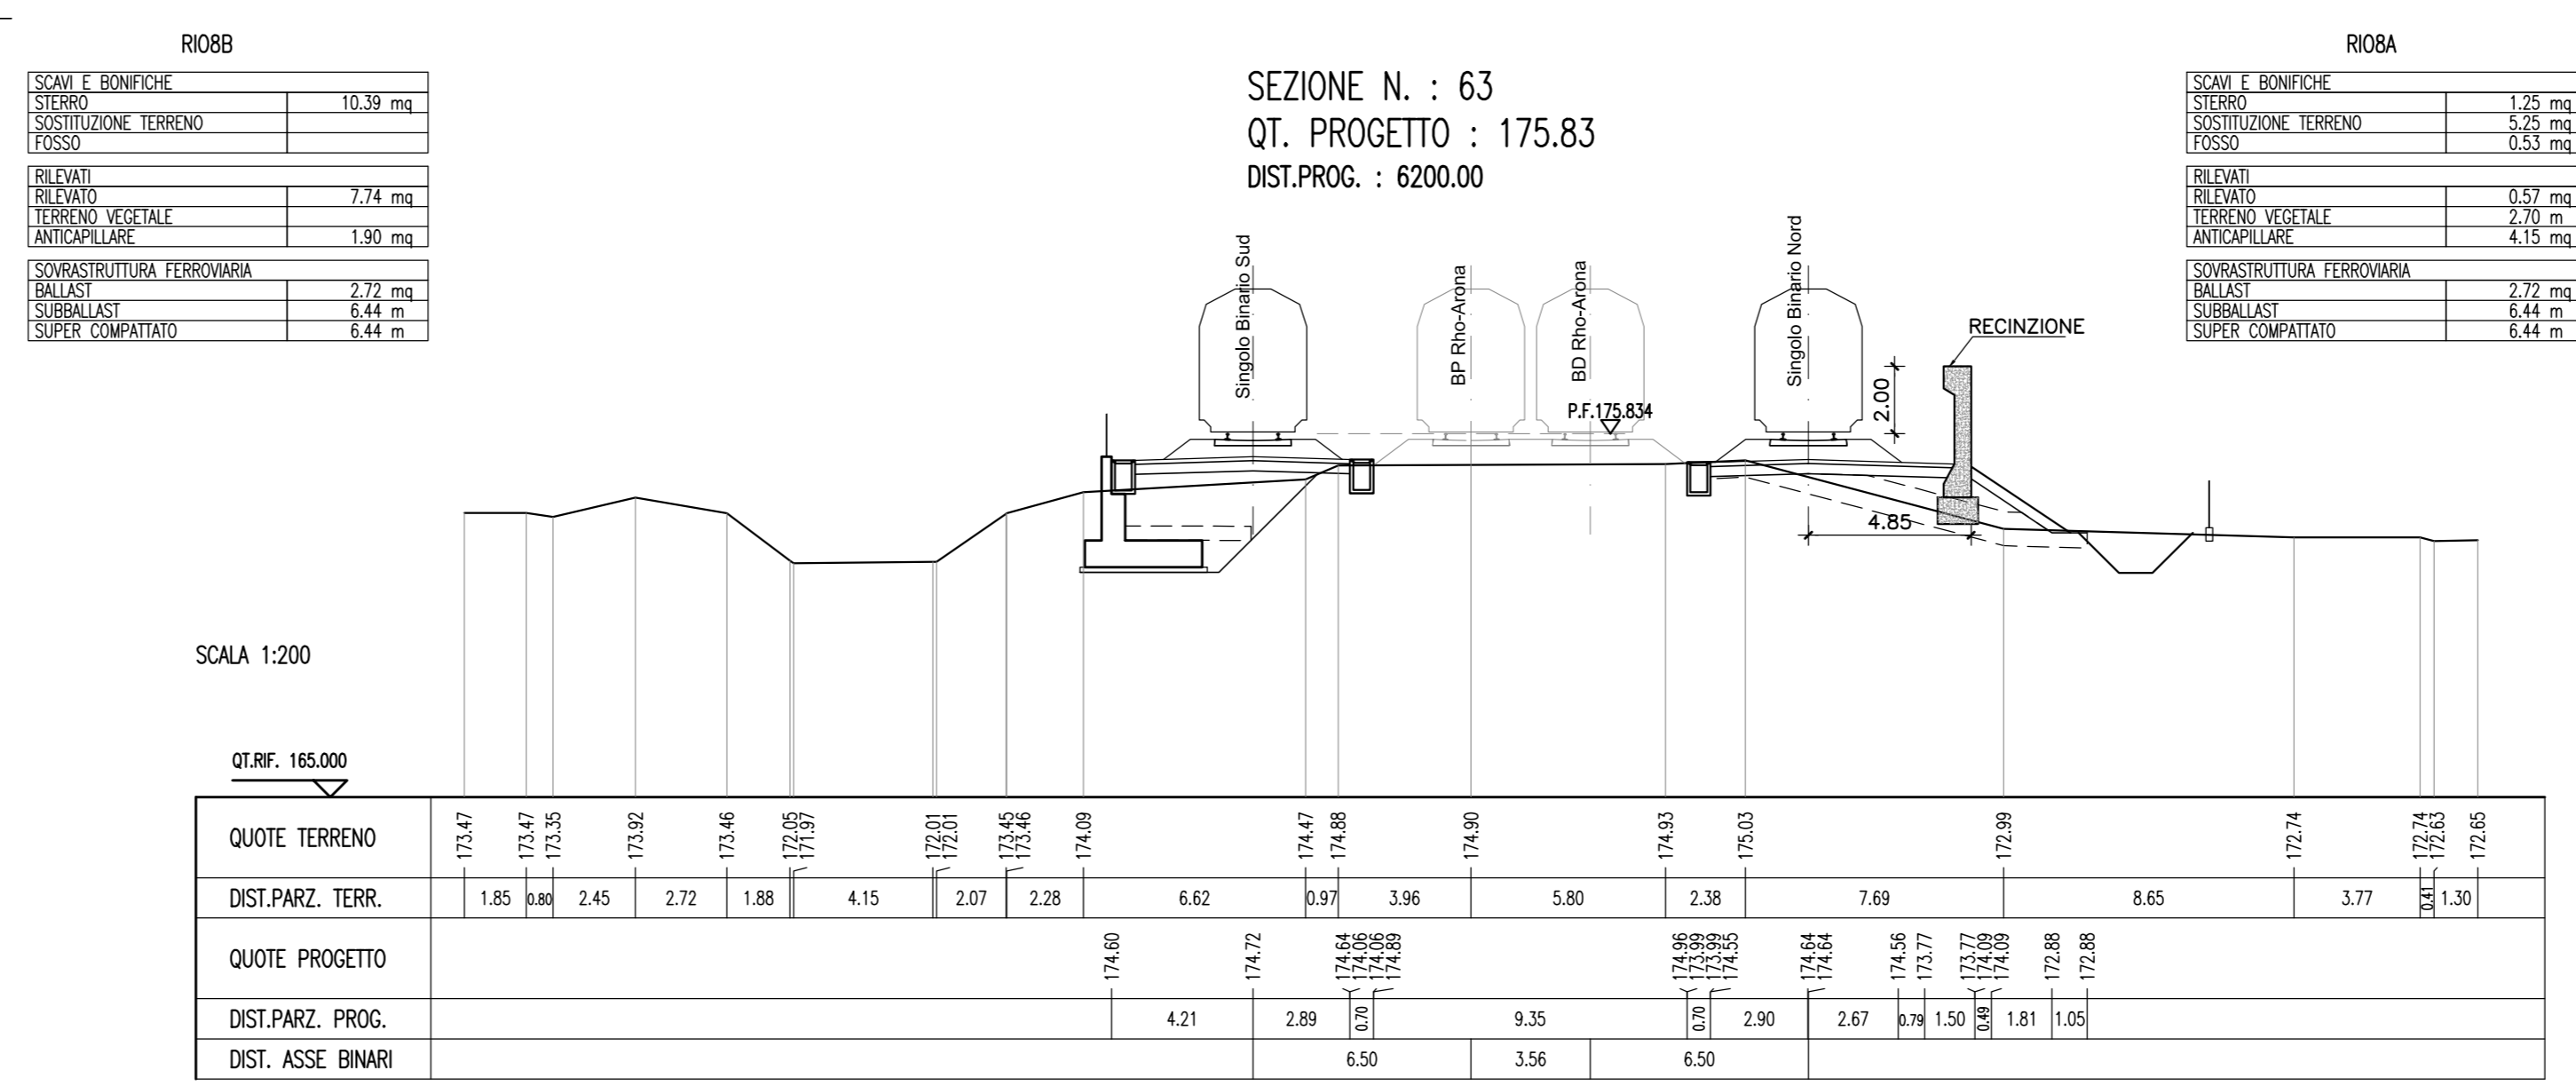 RI08B
SCAVI E BONIFICHE
STERRO 10.39 mq
SOSTITUZIONE TERRENO
FOSSO
RILEVATI
RILEVATO 7.74 mq
TERRENO VEGETALE
ANTICAPILLARE 1.90 mq
SOVRASTRUTTURA FERROVIARIA
BALLAST 2.72 mq
SUBBALLAST 6.44 m
SUPER COMPATTATO 6.44 m
SEZIONE N. : 63
QT. PROGETTO : 175.83
DIST.PROG. : 6200.00
RI08A
SCAVI E BONIFICHE
STERRO 1.25 mq
SOSTITUZIONE TERRENO 5.25 mq
FOSSO 0.53 mq
RILEVATI
RILEVATO 0.57 mq
TERRENO VEGETALE 2.70 m
ANTICAPILLARE 4.15 mq
SOVRASTRUTTURA FERROVIARIA
BALLAST 2.72 mq
SUBBALLAST 6.44 m
SUPER COMPATTATO 6.44 m
Singolo Binario Sud
BP Rho-Arona
BD Rho-Arona
Singolo Binario Nord
RECINZIONE
2.00
P.F.175.834
4.85
SCALA 1:200
QT.RIF. 165.000
QUOTE TERRENO 173.47 173.47 173.35 173.92 173.46 172.05 171.97 172.01 172.01 173.45 173.46 174.09 174.47 174.88 174.90 174.93 175.03 172.99 172.74 172.74 172.63 172.65
DIST.PARZ. TERR. 1.85 0.80 2.45 2.72 1.88 4.15 2.07 2.28 6.62 0.97 3.96 5.80 2.38 7.69 8.65 3.77 0.41 1.30
QUOTE PROGETTO 174.60 174.72 174.64 174.06 174.06 174.89 174.96 173.99 173.99 174.55 174.64 174.64 174.56 173.77 173.77 174.09 174.09 172.88 172.88
DIST.PARZ. PROG. 4.21 2.89 0.70 9.35 0.70 2.90 2.67 0.79 1.50 0.49 1.81 1.05
DIST. ASSE BINARI 6.50 3.56 6.50